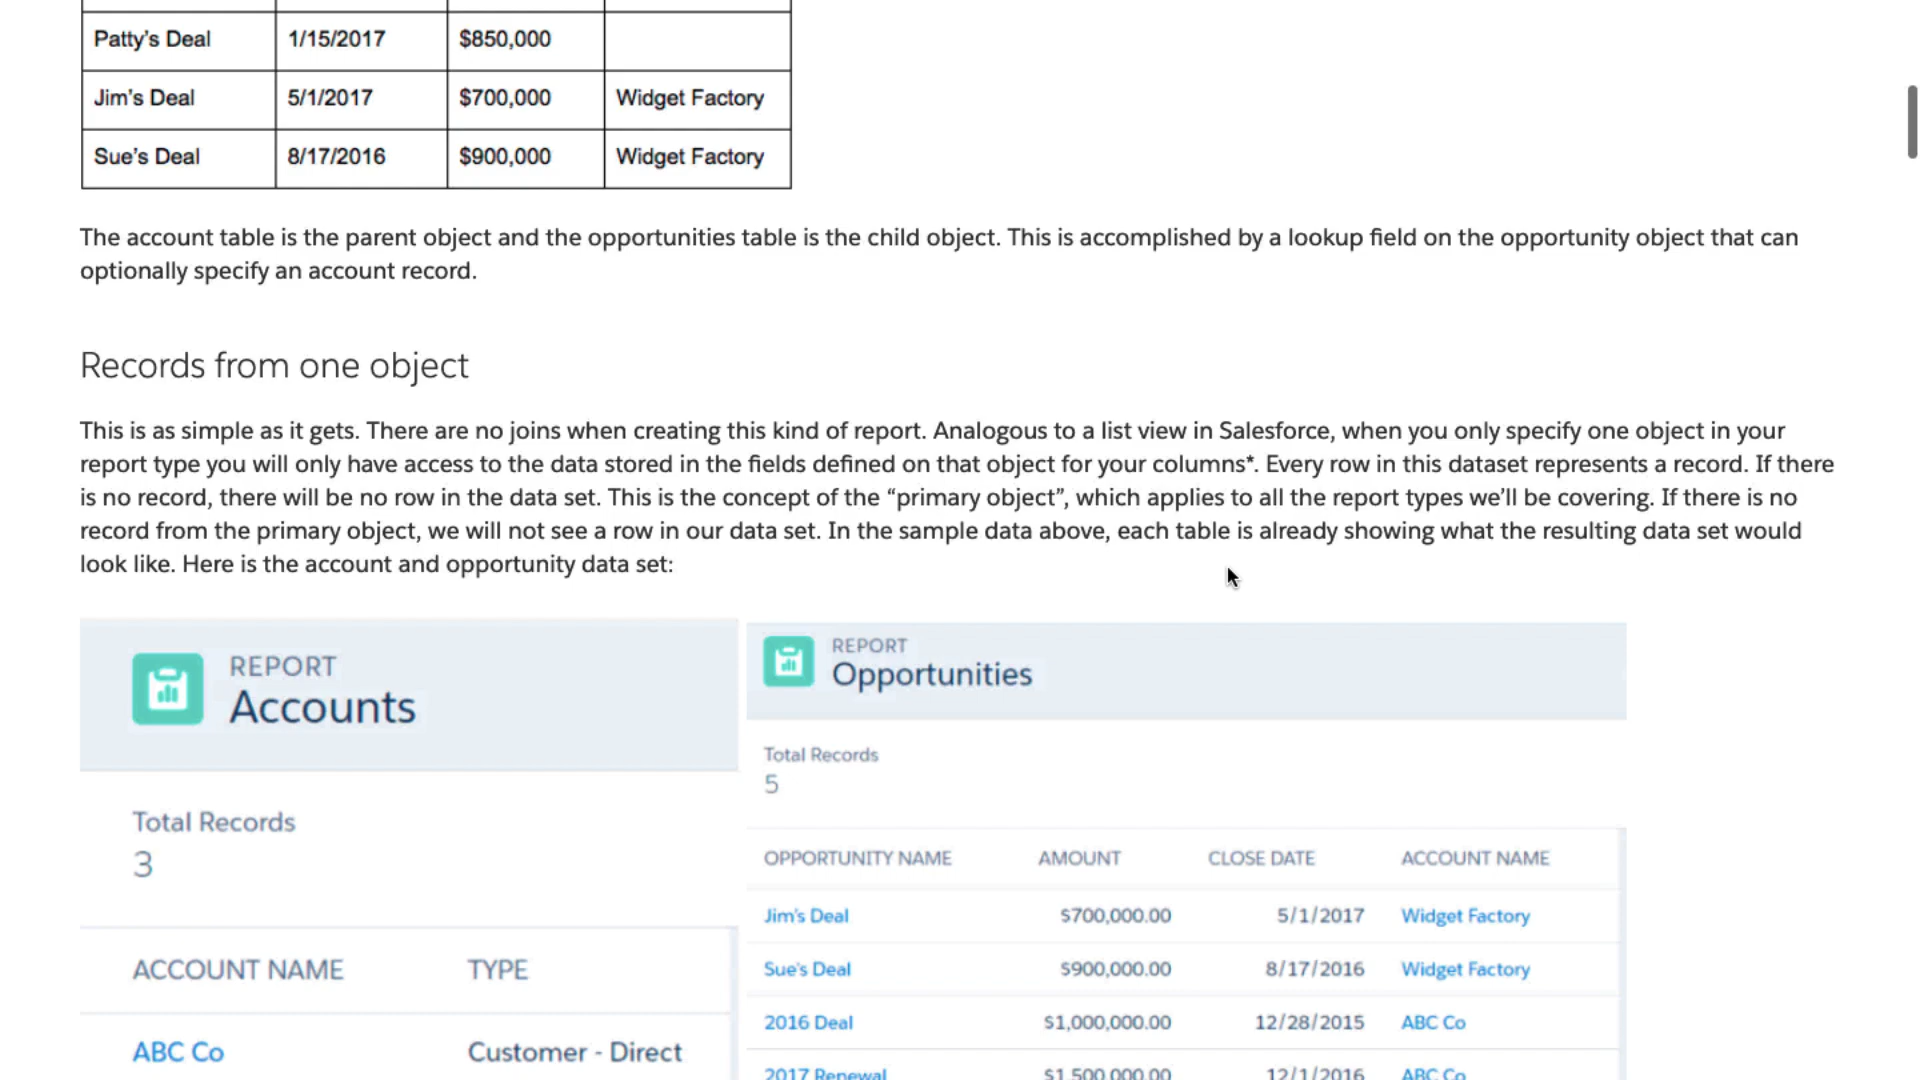 Patty’s Deal 1/15/2017 $850,000
Jim’s Deal 5/1/2017 $700,000 Widget Factory
Sue’s Deal 8/17/2016 $900,000 Widget Factory
The account table is the parent object and the opportunities table is the child object. This is accomplished by a lookup field on the opportunity object that can
optionally specify an account record.
Records from one object
This is as simple as it gets. There are no joins when creating this kind of report. Analogous to a list view in Salesforce, when you only specify one object in your
report type you will only have access to the data stored in the fields defined on that object for your columns*. Every row in this dataset represents a record. If there
is no record, there will be no row in the data set. This is the concept of the “primary object”, which applies to all the report types we’ll be covering. If there is no
record from the primary object, we will not see a row in our data set. In the sample data above, each table is already showing what the resulting data set would
look like. Here is the account and opportunity data set:
REPORT
Accounts
Total Records
3
ACCOUNT NAME TYPE
ABC Co Customer - Direct
REPORT
Opportunities
Total Records
5
OPPORTUNITY NAME AMOUNT CLOSE DATE ACCOUNT NAME
Jim's Deal $700,000.00 5/1/2017 Widget Factory
Sue's Deal $900,000.00 8/17/2016 Widget Factory
2016 Deal $1,000,000.00 12/28/2015 ABC Co
2017 Renewal $1,500,000.00 12/1/2016 ABC Co